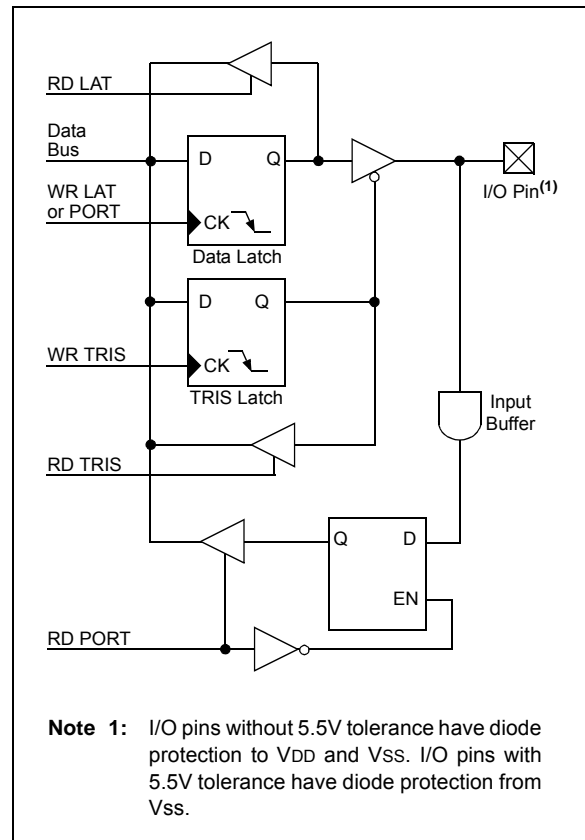 RD LAT
Data
Bus
D Q
WR LAT
or PORT
CK
Data Latch
I/O Pin(1)
D Q
WR TRIS
CK
TRIS Latch
Input
Buffer
RD TRIS
Q D
EN
RD PORT
Note 1: I/O pins without 5.5V tolerance have diode
protection to VDD and VSS. I/O pins with
5.5V tolerance have diode protection from
Vss.